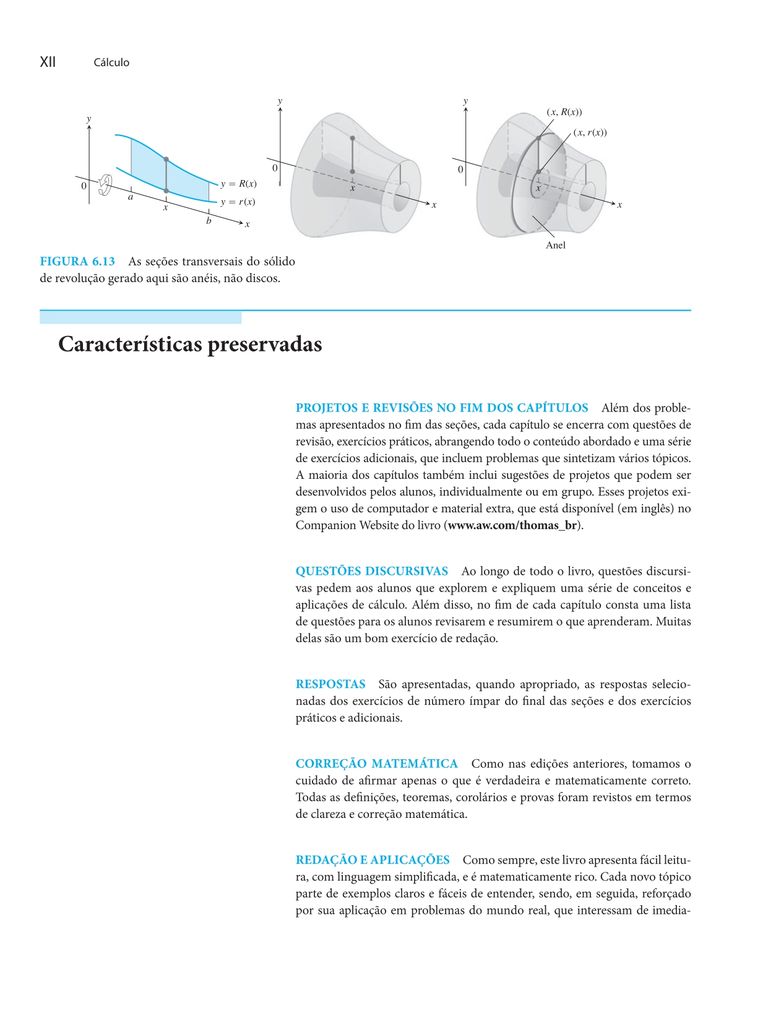 XII Cálculo
y
0
a
x
b
x
y = R(x)
y = r(x)
y
0
x
x
y
0
x
x
(x, R(x))
(x, r(x))
Anel
FIGURA 6.13 As seções transversais do sólido
de revolução gerado aqui são anéis, não discos.
Características preservadas
PROJETOS E REVISÕES NO FIM DOS CAPÍTULOS Além dos proble-
mas apresentados no fim das seções, cada capítulo se encerra com questões de
revisão, exercícios práticos, abrangendo todo o conteúdo abordado e uma série
de exercícios adicionais, que incluem problemas que sintetizam vários tópicos.
A maioria dos capítulos também inclui sugestões de projetos que podem ser
desenvolvidos pelos alunos, individualmente ou em grupo. Esses projetos exi-
gem o uso de computador e material extra, que está disponível (em inglês) no
Companion Website do livro (www.aw.com/thomas_br).
QUESTÕES DISCURSIVAS Ao longo de todo o livro, questões discursi-
vas pedem aos alunos que explorem e expliquem uma série de conceitos e
aplicações de cálculo. Além disso, no fim de cada capítulo consta uma lista
de questões para os alunos revisarem e resumirem o que aprenderam. Muitas
delas são um bom exercício de redação.
RESPOSTAS São apresentadas, quando apropriado, as respostas selecio-
nadas dos exercícios de número ímpar do final das seções e dos exercícios
práticos e adicionais.
CORREÇÃO MATEMÁTICA Como nas edições anteriores, tomamos o
cuidado de afirmar apenas o que é verdadeira e matematicamente correto.
Todas as definições, teoremas, corolários e provas foram revistos em termos
de clareza e correção matemática.
REDAÇÃO E APLICAÇÕES Como sempre, este livro apresenta fácil leitu-
ra, com linguagem simplificada, e é matematicamente rico. Cada novo tópico
parte de exemplos claros e fáceis de entender, sendo, em seguida, reforçado
por sua aplicação em problemas do mundo real, que interessam de imedia-